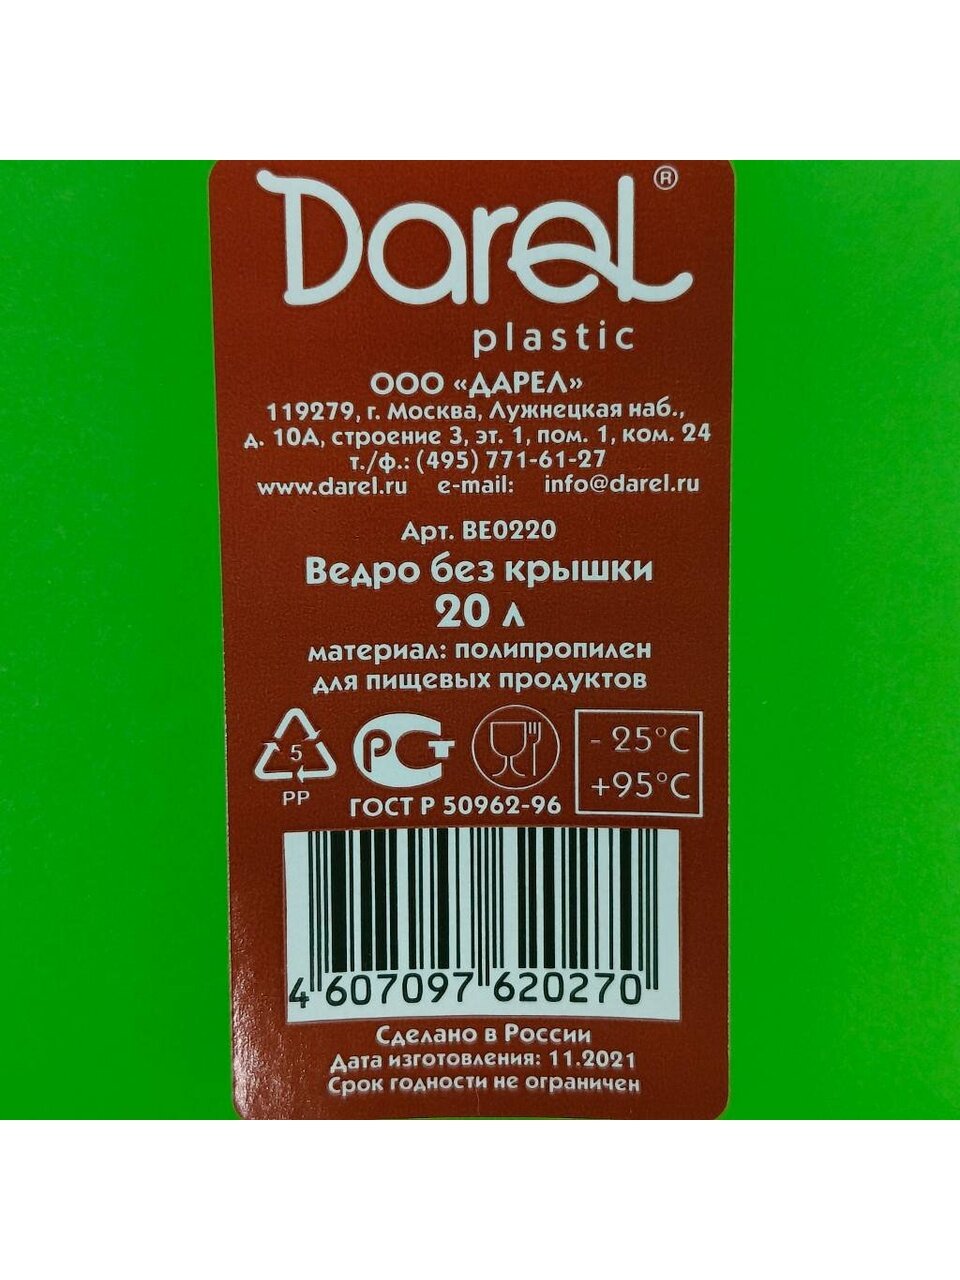 Darel®
plastic
ООО «ДАРЕЛ»
119279, г. Москва, Лужнецкая наб.,
д. 10А, строение 3, эт. 1, пом. 1, ком. 24
т./ф.: (495) 771-61-27
www.darel.ru e-mail: info@darel.ru
Арт. ВЕ0220
Ведро без крышки
20 л
материал: полипропилен
для пищевых продуктов
5
PP
РСТ
ГОСТ Р 50962-96
- 25°C
+95°C
4 607097 620270
Сделано в России
Дата изготовления: 11.2021
Срок годности не ограничен